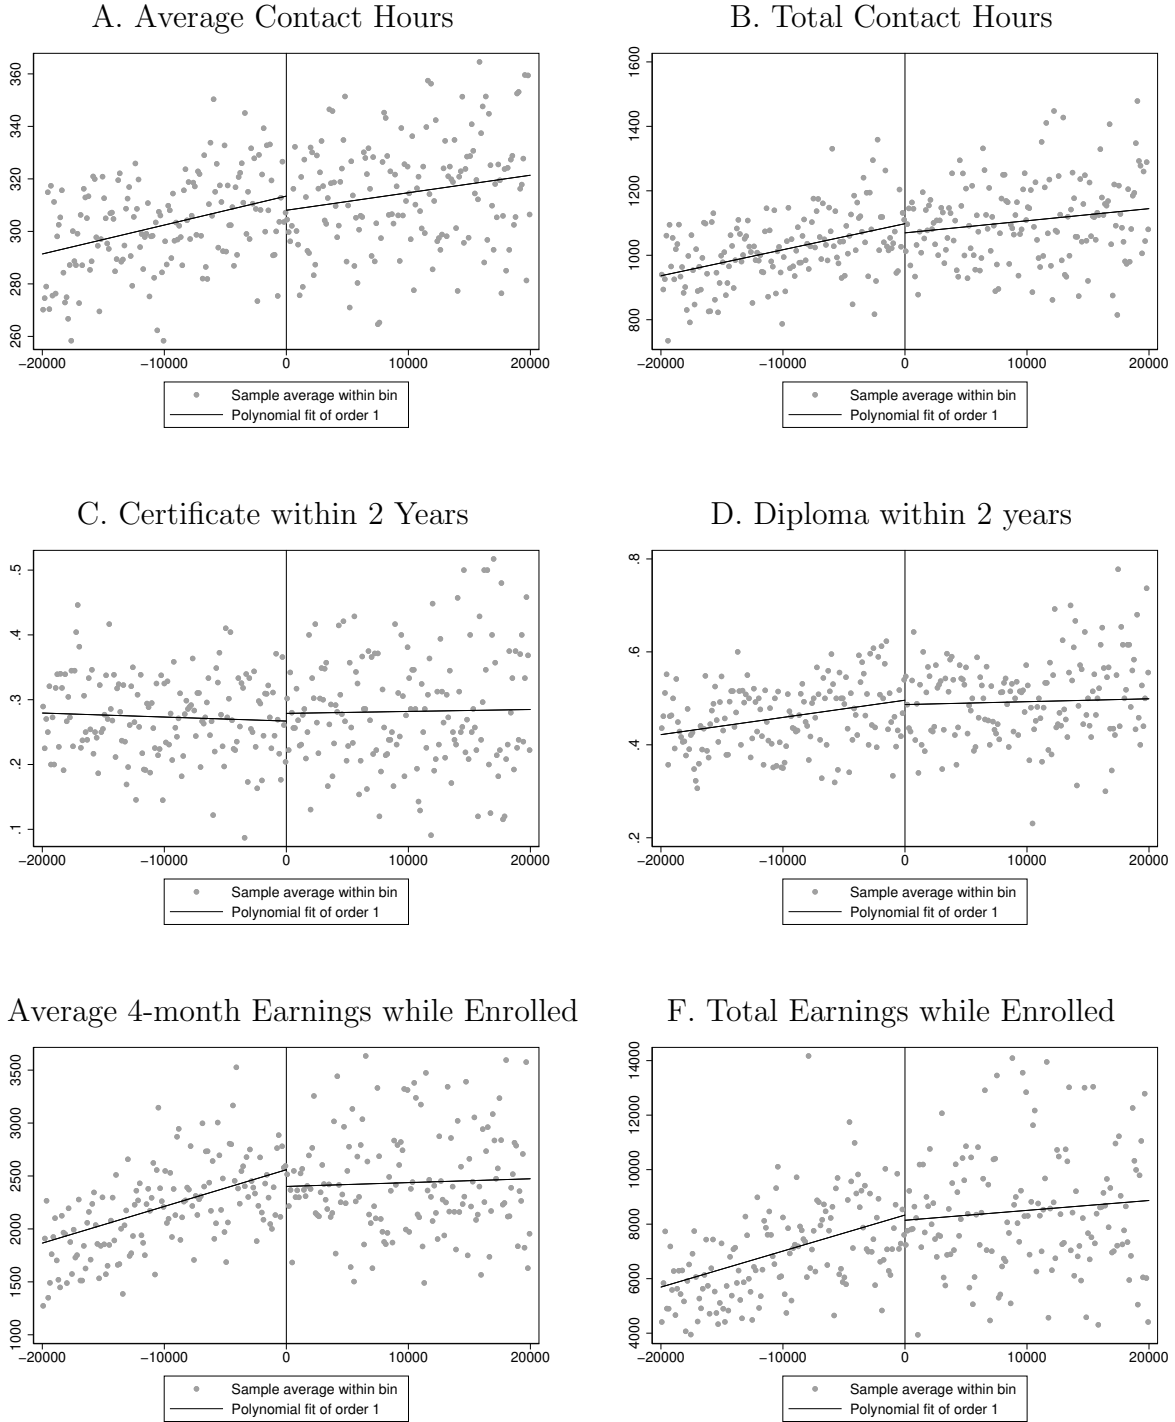 A. Average Contact Hours
360
340
320
300
280
260
−20000 −10000 0 10000 20000
Sample average within bin
Polynomial fit of order 1
B. Total Contact Hours
1600
1400
1200
1000
800
−20000 −10000 0 10000 20000
Sample average within bin
Polynomial fit of order 1
C. Certificate within 2 Years
.5
.4
.3
.2
.1
−20000 −10000 0 10000 20000
Sample average within bin
Polynomial fit of order 1
D. Diploma within 2 years
.8
.6
.4
.2
−20000 −10000 0 10000 20000
Sample average within bin
Polynomial fit of order 1
Average 4-month Earnings while Enrolled
3500
3000
2500
2000
1500
1000
−20000 −10000 0 10000 20000
Sample average within bin
Polynomial fit of order 1
F. Total Earnings while Enrolled
14000
12000
10000
8000
6000
4000
−20000 −10000 0 10000 20000
Sample average within bin
Polynomial fit of order 1